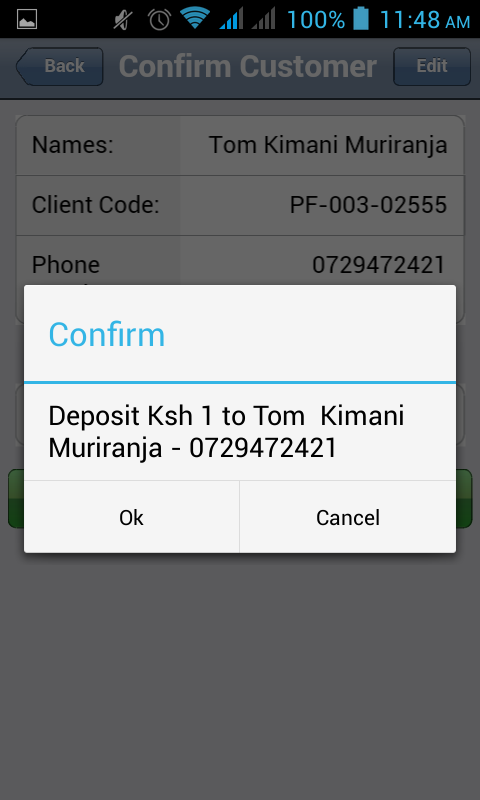 100% 11:48 AM
Back Confirm Customer Edit
Names: Tom Kimani Muriranja
Client Code: PF-003-02555
Phone 0729472421
Confirm
Deposit Ksh 1 to Tom  Kimani
Muriranja - 0729472421
Ok Cancel